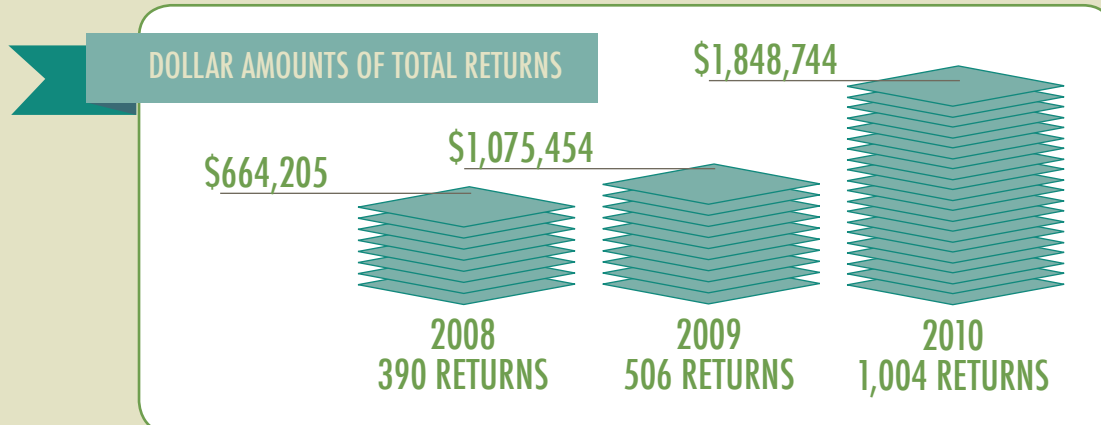 DOLLAR AMOUNTS OF TOTAL RETURNS
$664,205
$1,075,454
$1,848,744
2008
390 RETURNS
2009
506 RETURNS
2010
1,004 RETURNS